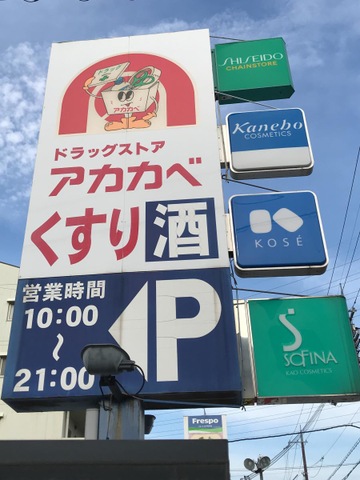 アカカベ
ドラッグストア
アカカベ
くすり 酒
営業時間
10:00
～
21:00
P
SHISEIDO
CHAINSTORE
Kanebo
COSMETICS
KOSÉ
SOFINA
KAO COSMETICS
Frespo